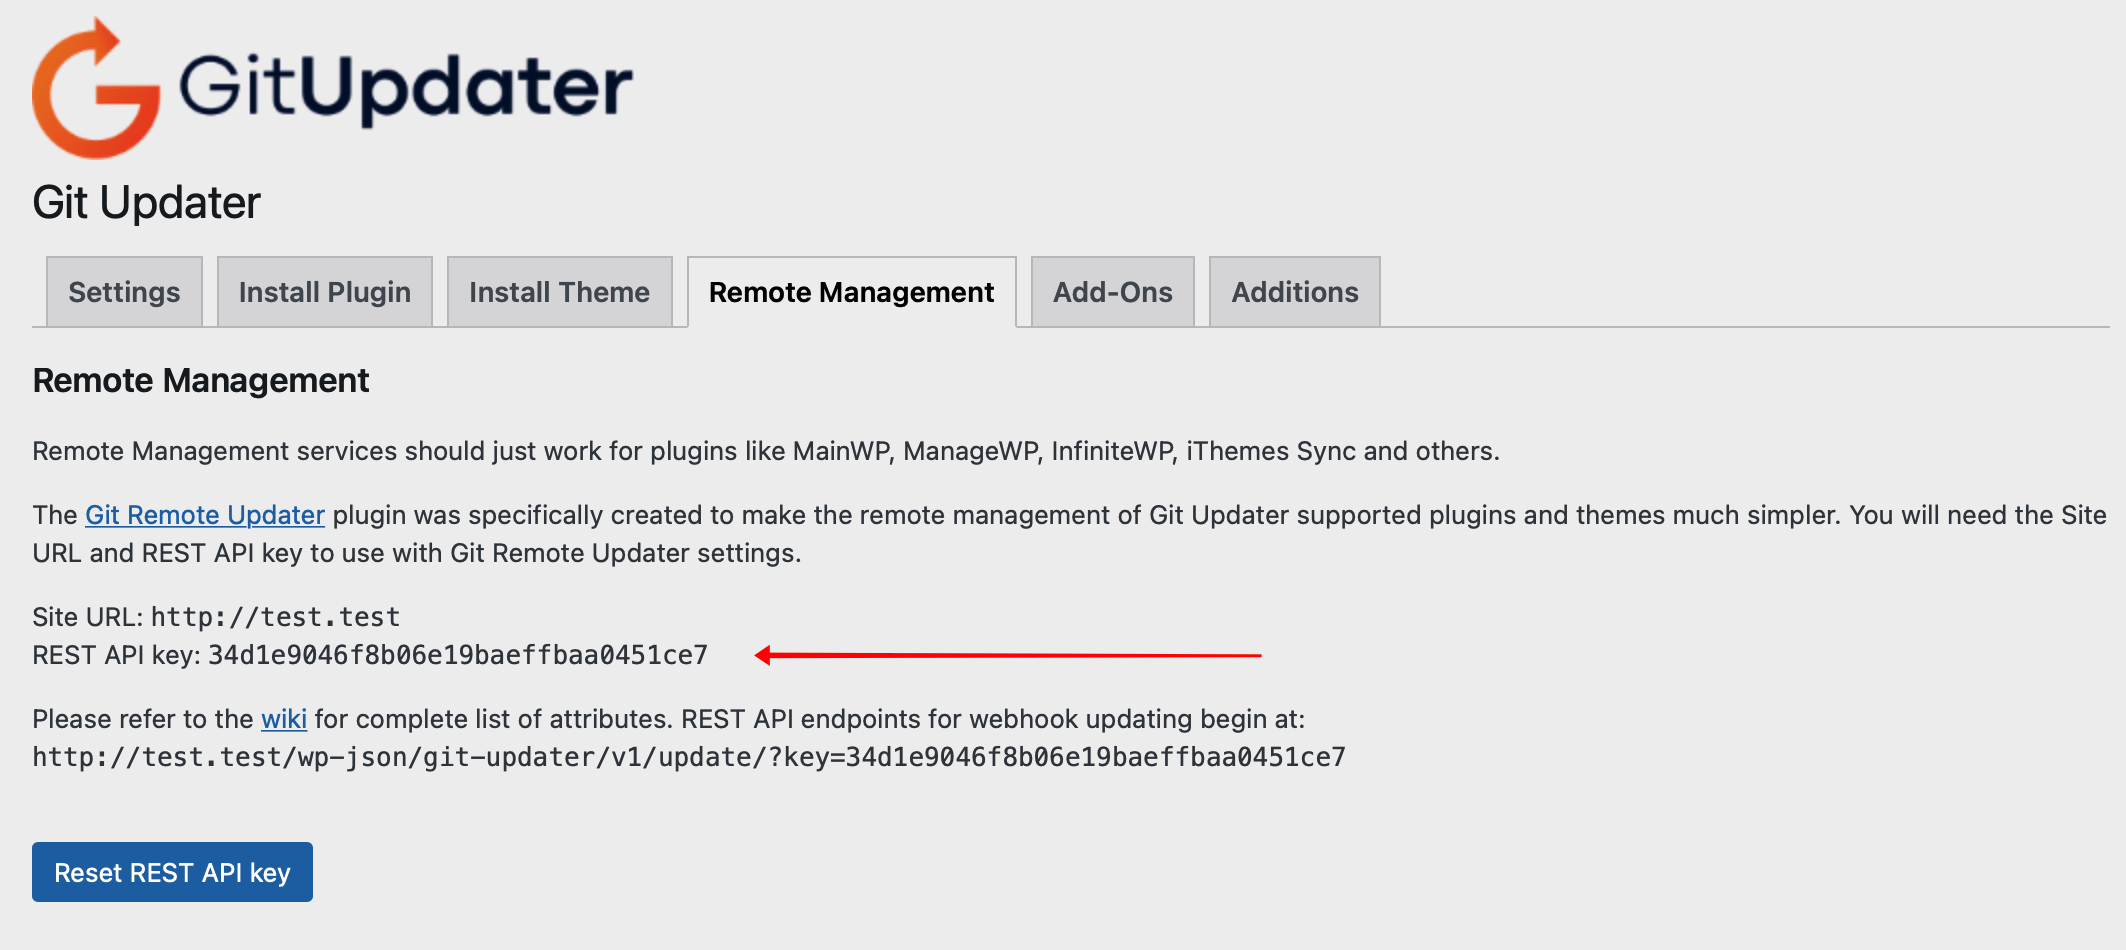 GitUpdater
Git Updater
Settings
Install Plugin
Install Theme
Remote Management
Add-Ons
Additions
Remote Management
Remote Management services should just work for plugins like MainWP, ManageWP, InfiniteWP, iThemes Sync and others.
The Git Remote Updater plugin was specifically created to make the remote management of Git Updater supported plugins and themes much simpler. You will need the Site
URL and REST API key to use with Git Remote Updater settings.
Site URL: http://test.test
REST API key: 34d1e9046f8b06e19baeffbaa0451ce7
Please refer to the wiki for complete list of attributes. REST API endpoints for webhook updating begin at:
http://test.test/wp-json/git-updater/v1/update/?key=34d1e9046f8b06e19baeffbaa0451ce7
Reset REST API key